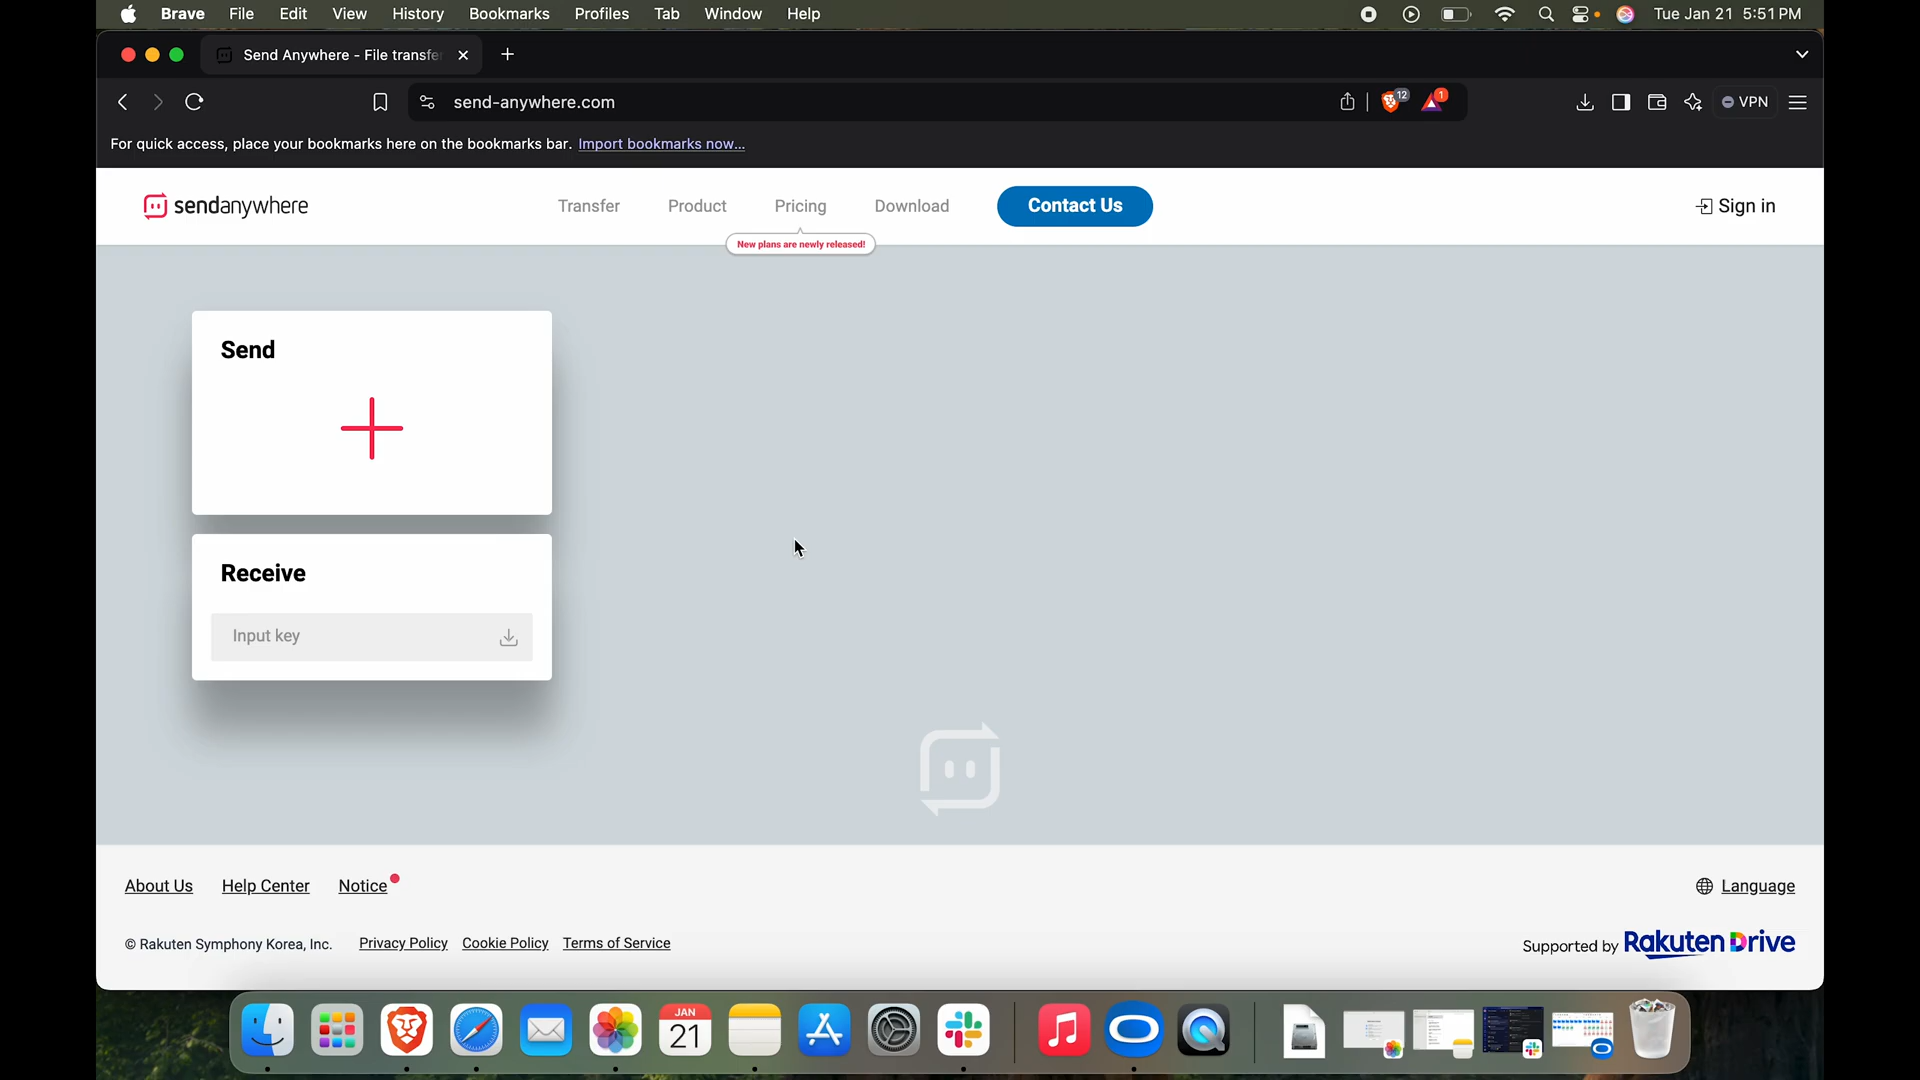 Brave File Edit View History Bookmarks Profiles Tab Window Help Tue Jan 21 5:51 PM
Send Anywhere - File transfe
send-anywhere.com 12 1 VPN
For quick access, place your bookmarks here on the bookmarks bar. Import bookmarks now...
sendanywhere Transfer Product Pricing Download Contact Us Sign in
New plans are newly released!
Send
Receive
Input key
About Us Help Center Notice Language
© Rakuten Symphony Korea, Inc. Privacy Policy Cookie Policy Terms of Service Supported by Rakuten Drive
JAN
21